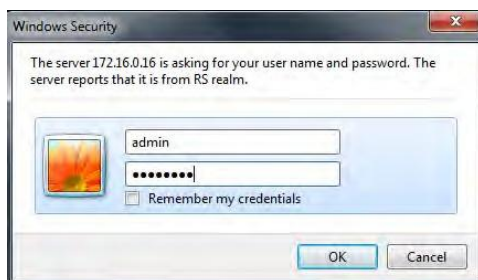 Windows Security
x
The server 172.16.0.16 is asking for your user name and password. The
server reports that it is from RS realm.
admin
●●●●●●●●
Remember my credentials
OK
Cancel